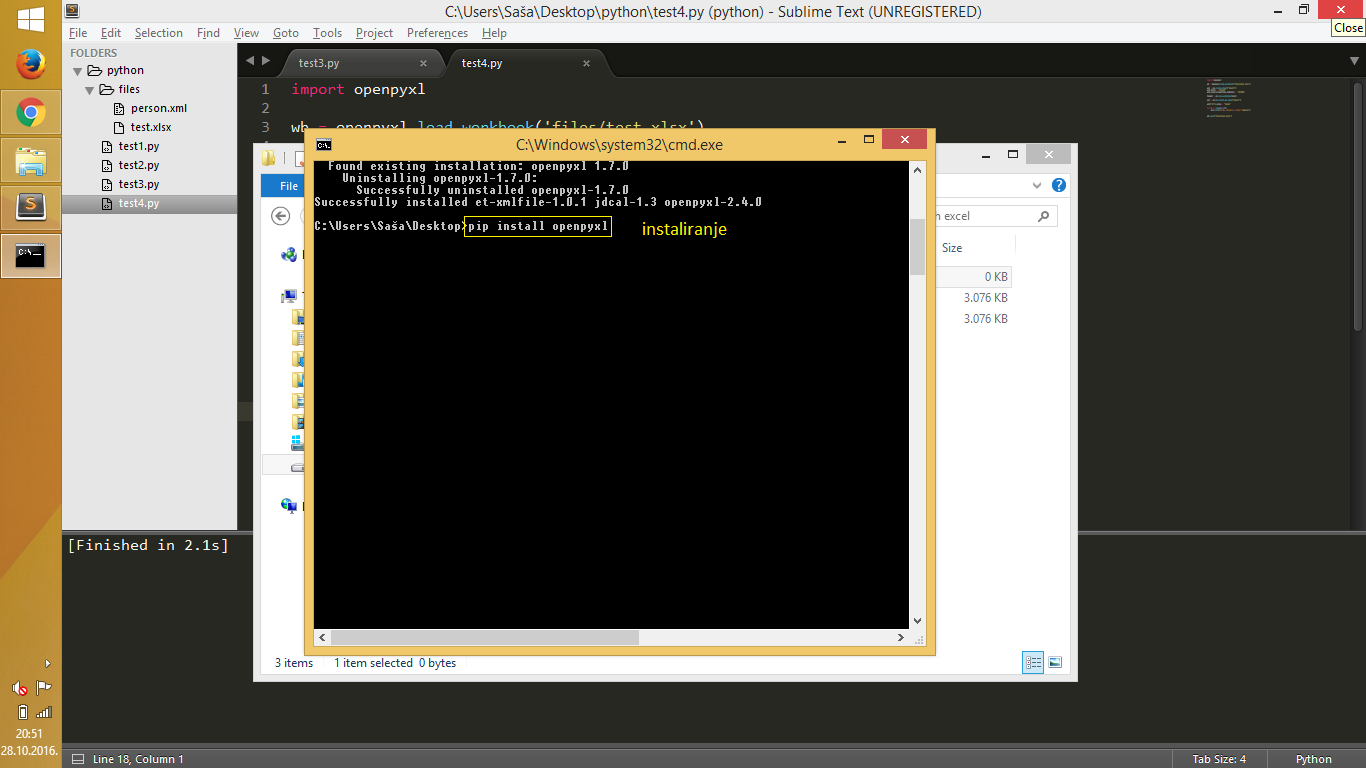 C:\Users\Saša\Desktop\python\test4.py (python) - Sublime Text (UNREGISTERED)
Close
File Edit Selection Find View Goto Tools Project Preferences Help
FOLDERS
python
files
person.xml
test.xlsx
test1.py
test2.py
test3.py
test4.py
test3.py
test4.py
1 import openpyxl
2
3 wb = openpyxl.load_workbook('files/test.xlsx')
C:\Windows\system32\cmd.exe
Found existing installation: openpyxl 1.7.0
Uninstalling openpyxl-1.7.0:
Successfully uninstalled openpyxl-1.7.0
Successfully installed et-xmlfile-1.0.1 jdcal-1.3 openpyxl-2.4.0
C:\Users\Saša\Desktop>pip install openpyxl
instaliranje
File
excel
Size
0 KB
3.076 KB
3.076 KB
3 items 1 item selected 0 bytes
[Finished in 2.1s]
20:51
28.10.2016.
Line 18, Column 1
Tab Size: 4
Python